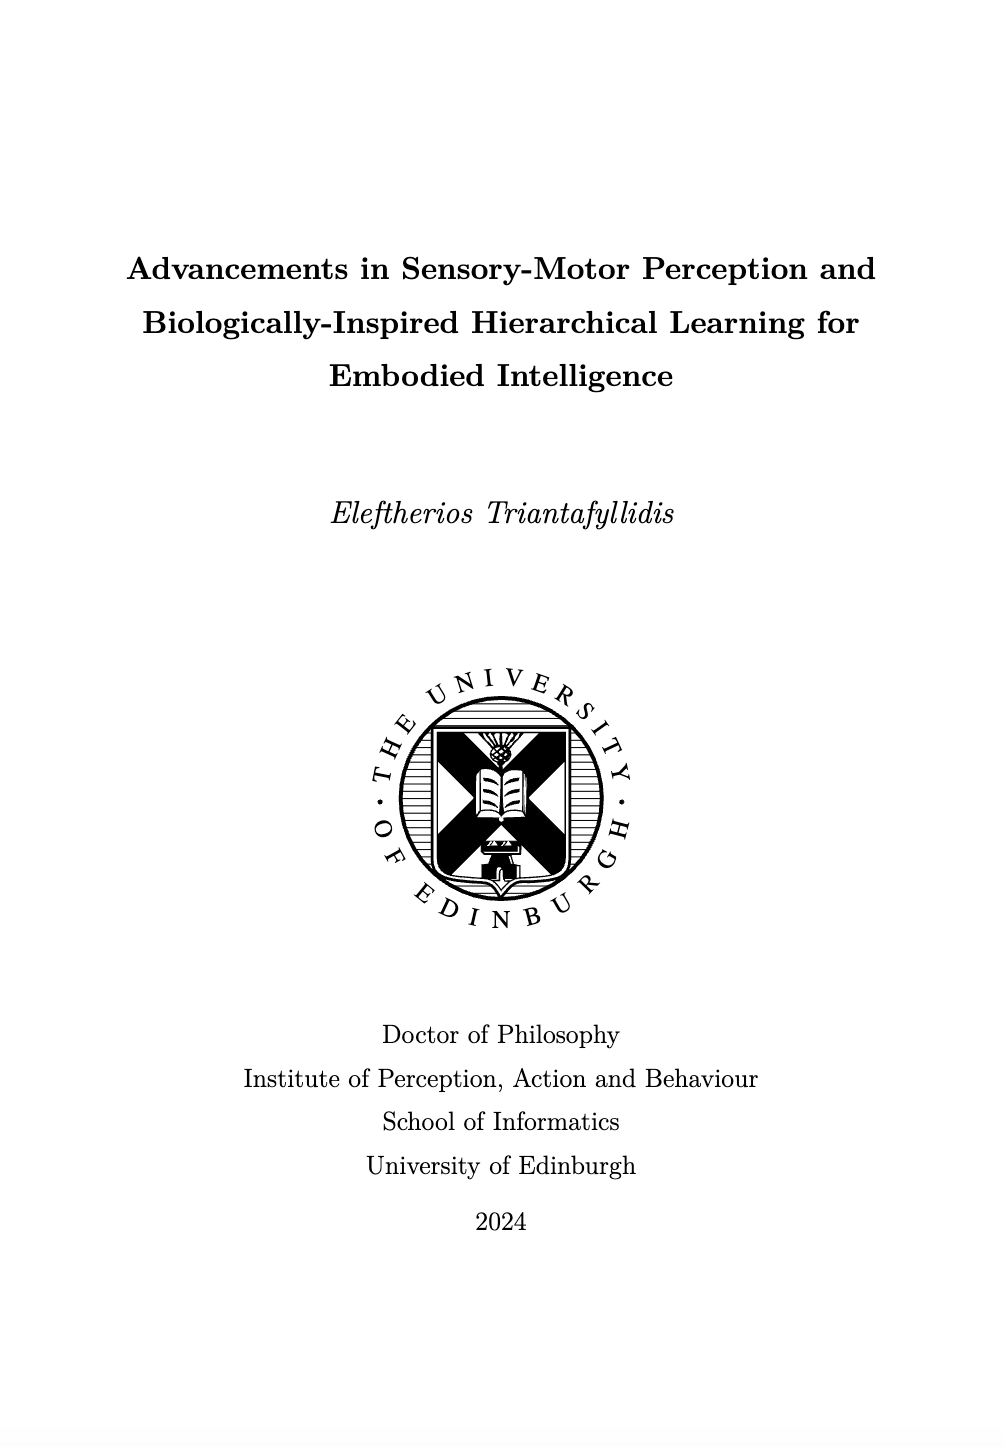 Advancements in Sensory-Motor Perception and
Biologically-Inspired Hierarchical Learning for
Embodied Intelligence
Eleftherios Triantafyllidis
· THE UNIVERSITY ·
OF EDINBURGH
Doctor of Philosophy
Institute of Perception, Action and Behaviour
School of Informatics
University of Edinburgh
2024